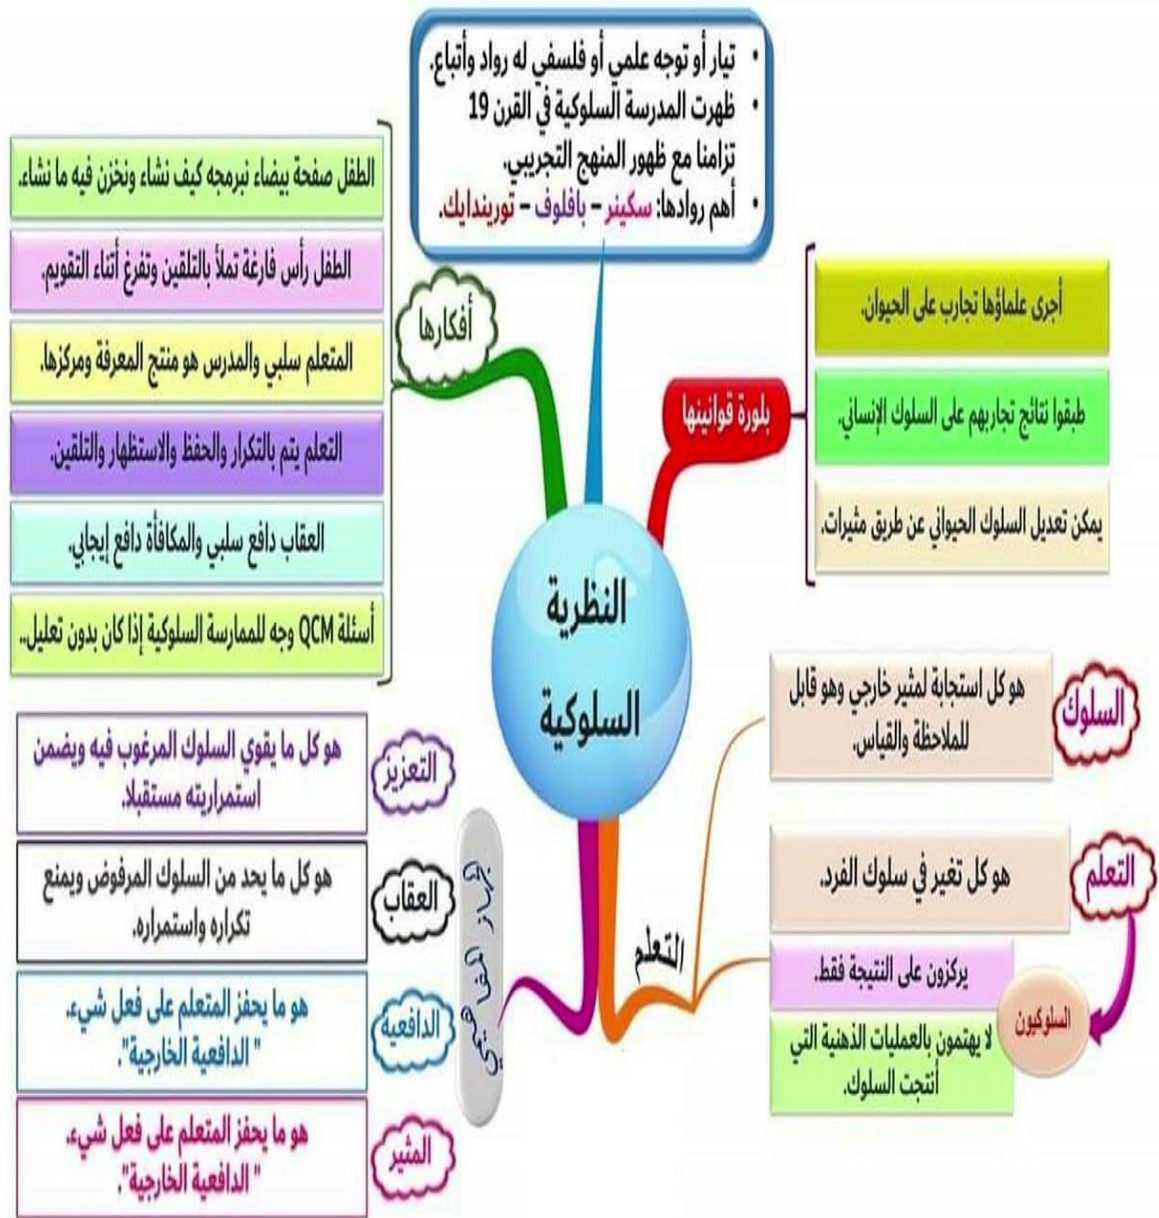 • تيار أو توجه علمي أو فلسفي له رواد وأتباع.
• ظهرت المدرسة السلوكية في القرن 19
تزامنا مع ظهور المنهج التجريبي.
• أهم روادها: سكينر – بافلوف – توريندايك.
النظرية
السلوكية
بلورة قوانينها
أجرى علماؤها تجارب على الحيوان.
طبقوا نتائج تجاربهم على السلوك الإنساني.
يمكن تعديل السلوك الحيواني عن طريق مثيرات.
أفكارها
الطفل صفحة بيضاء نبرمجه كيف نشاء ونخزن فيه ما نشاء.
الطفل رأس فارغة تملأ بالتلقين وتفرغ أثناء التقويم.
المتعلم سلبي والمدرس هو منتج المعرفة ومركزها.
التعلم يتم بالتكرار والحفظ والاستظهار والتلقين.
العقاب دافع سلبي والمكافأة دافع إيجابي.
أسئلة QCM وجه للممارسة السلوكية إذا كان بدون تعليل..
التعلم
السلوك
هو كل استجابة لمثير خارجي وهو قابل
للملاحظة والقياس.
التعلم
هو كل تغير في سلوك الفرد.
السلوكيون
يركزون على النتيجة فقط.
لا يهتمون بالعمليات الذهنية التي
أنتجت السلوك.
الجهاز المفاهيمي
التعزيز
هو كل ما يقوي السلوك المرغوب فيه ويضمن
استمراريته مستقبلا.
العقاب
هو كل ما يحد من السلوك المرفوض ويمنع
تكراره واستمراره.
الدافعية
هو ما يحفز المتعلم على فعل شيء.
" الدافعية الخارجية".
المثير
هو ما يحفز المتعلم على فعل شيء.
" الدافعية الخارجية".